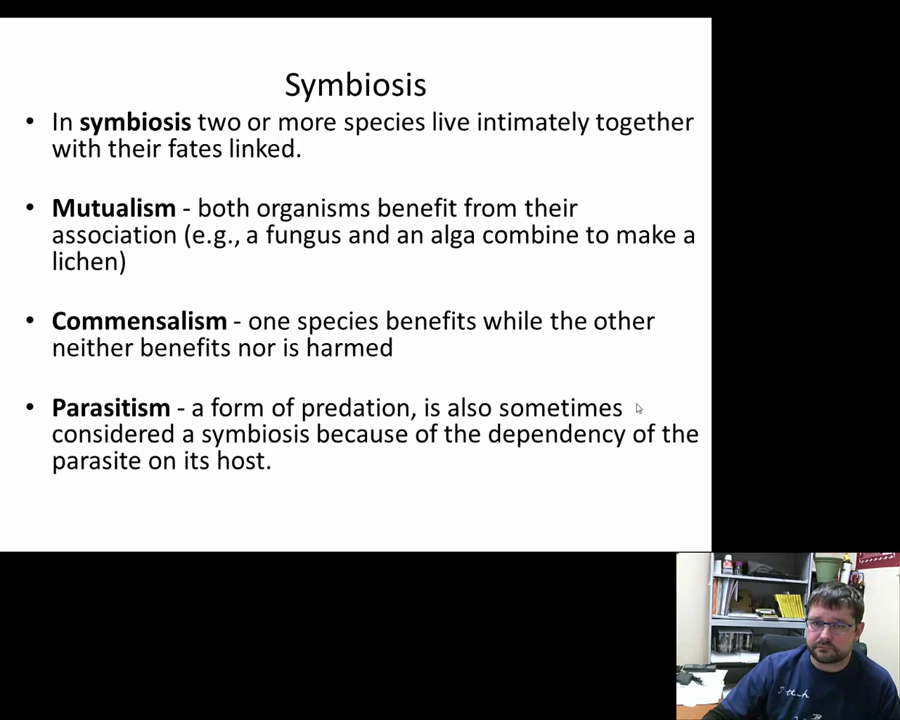 Symbiosis
• In symbiosis two or more species live intimately together
with their fates linked.
• Mutualism - both organisms benefit from their
association (e.g., a fungus and an alga combine to make a
lichen)
• Commensalism - one species benefits while the other
neither benefits nor is harmed
• Parasitism - a form of predation, is also sometimes
considered a symbiosis because of the dependency of the
parasite on its host.
I think